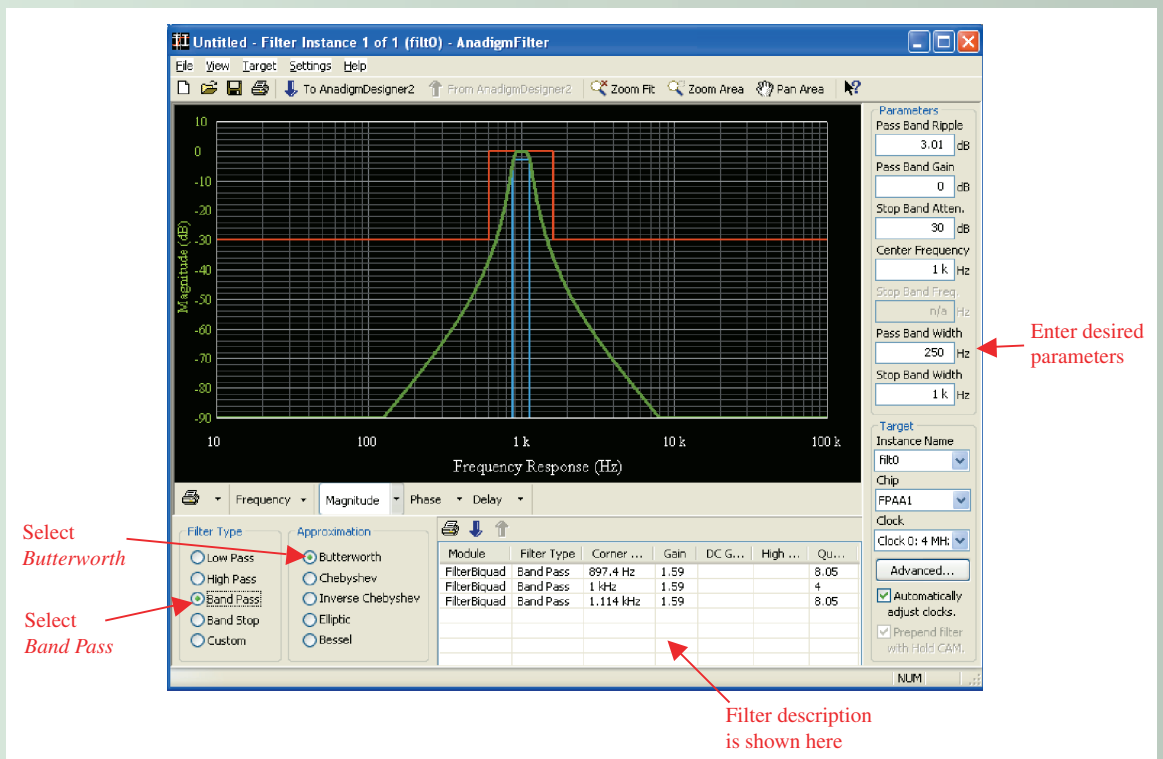 Untitled - Filter Instance 1 of 1 (filt0) - AnadigmFilter
File View Target Settings Help
To AnadigmDesigner2 From AnadigmDesigner2 Zoom Fit Zoom Area Pan Area
10
0
-10
-20
-30
-40
-50
-60
-70
-80
-90
Magnitude (dB)
10 100 1 k 10 k 100 k
Frequency Response (Hz)
Parameters
Pass Band Ripple
3.01 dB
Pass Band Gain
0 dB
Stop Band Atten.
30 dB
Center Frequency
1 k Hz
Stop Band Freq.
n/a Hz
Pass Band Width
250 Hz
Stop Band Width
1 k Hz
Enter desired
parameters
Target
Instance Name
filt0
Chip
FPAA1
Clock
Clock 0: 4 MHz
Advanced...
Automatically
adjust clocks.
Prepend filter
with Hold CAM.
Frequency Magnitude Phase Delay
Select
Butterworth
Select
Band Pass
Filter Type
Low Pass
High Pass
Band Pass
Band Stop
Custom
Approximation
Butterworth
Chebyshev
Inverse Chebyshev
Elliptic
Bessel
Module Filter Type Corner ... Gain DC G... High ... Qu...
FilterBiquad Band Pass 897.4 Hz 1.59 8.05
FilterBiquad Band Pass 1 kHz 1.59 4
FilterBiquad Band Pass 1.114 kHz 1.59 8.05
NUM
Filter description
is shown here